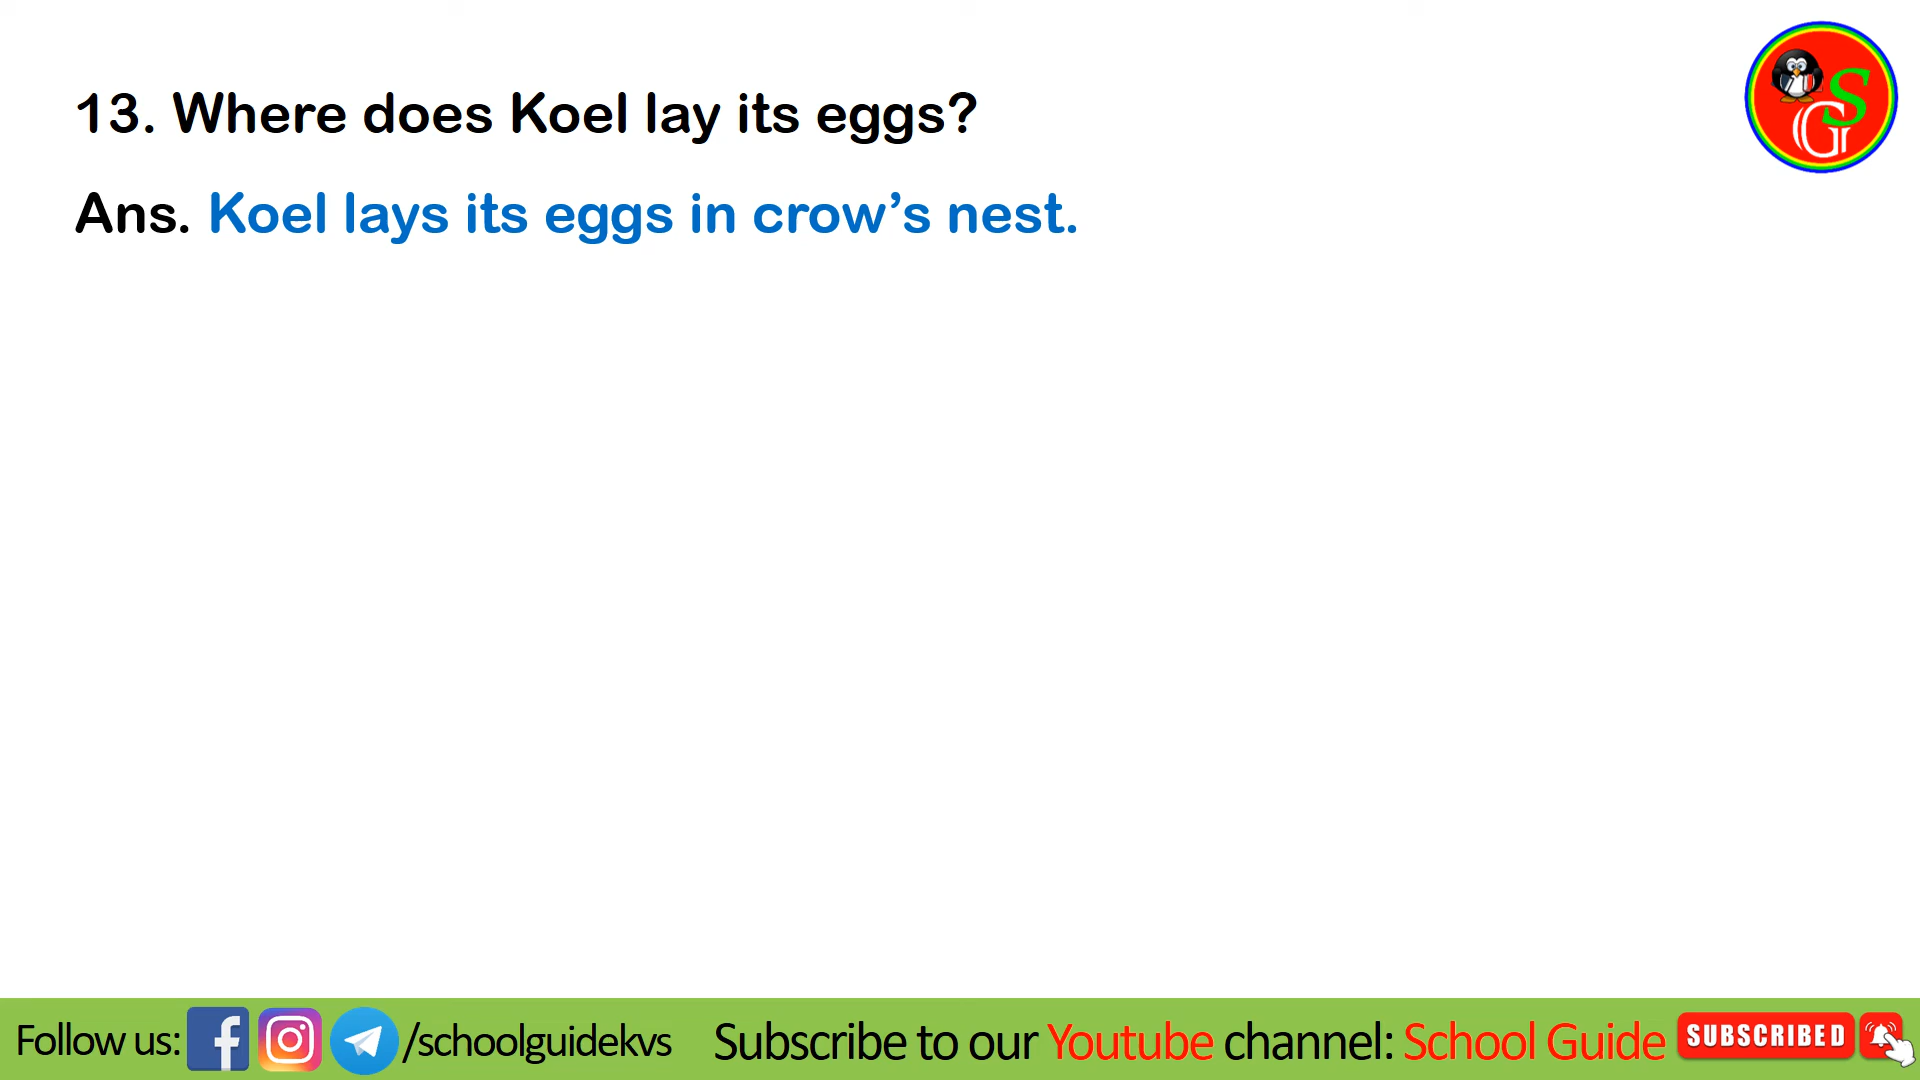 13. Where does Koel lay its eggs?
Ans. Koel lays its eggs in crow’s nest.
SG
Follow us: /schoolguidekvs Subscribe to our Youtube channel: School Guide SUBSCRIBED